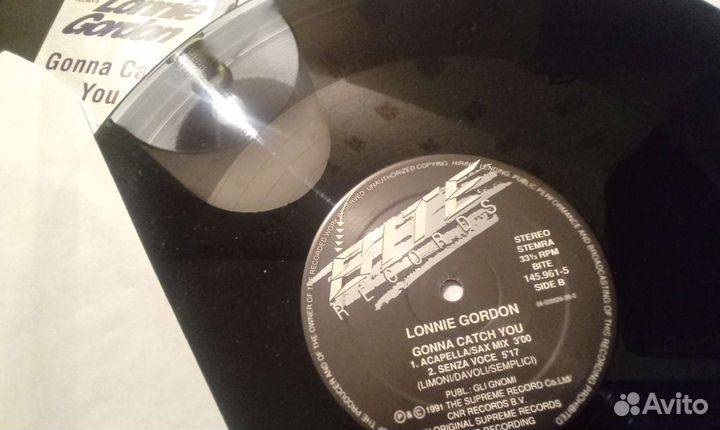 Lonnie
Gordon
Gonna Ca
You
OF THE PRODUCER AND OF THE OWNER OF THE RECORDED WORK RESERVED. UNAUTHORIZED COPYING, HIRING, LENDING, PUBLIC PERFORMANCE AND BROADCASTING OF THIS RECORDING PROHIBITED
BITE
RECORDS
STEREO
STEMRA
33⅓ RPM
BITE
145.961-5
SIDE B
LONNIE GORDON
GONNA CATCH YOU
1. ACAPELLA/SAX MIX 3'00
2. SENZA VOCE 5'17
(LIMONI/DAVOLI/SEMPLICI)
PUBL.: GLI GNOMI
℗ & © 1991 THE SUPREME RECORD Co.Ltd/
CNR RECORDS B.V.
ORIGINAL SUPREME RECORDS
RECORDING
Avito